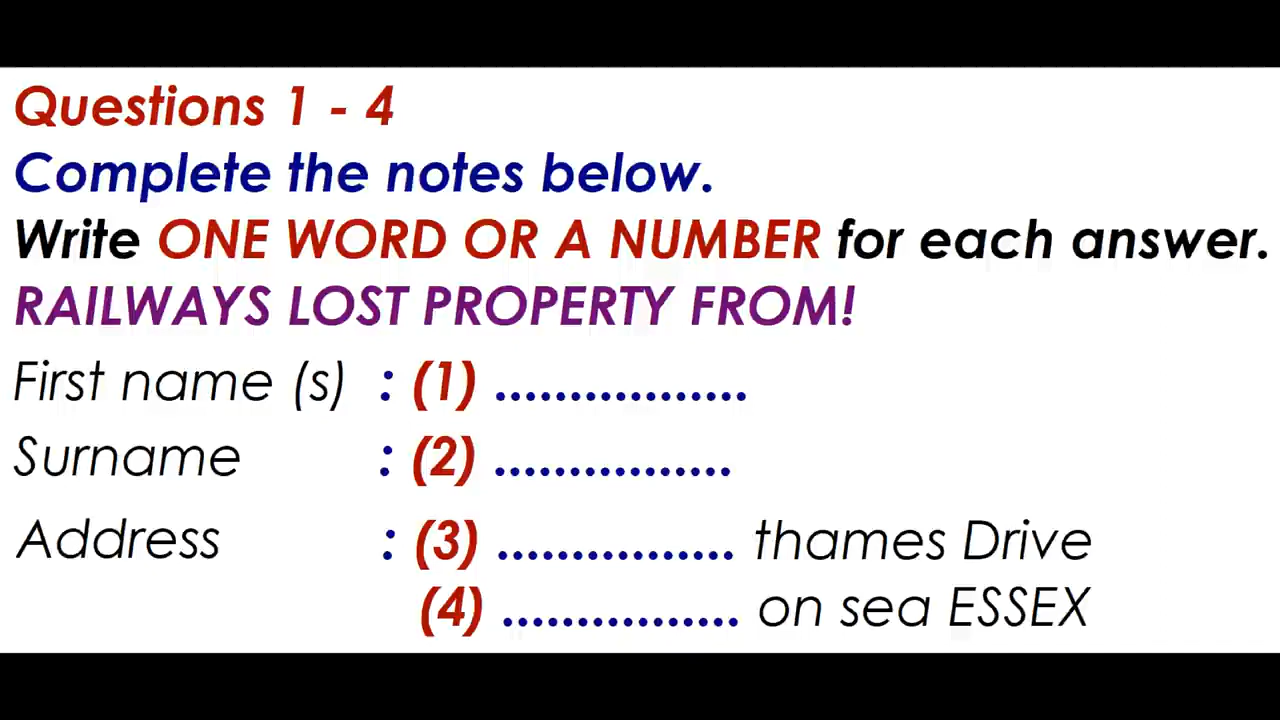 Questions 1 - 4
Complete the notes below.
Write ONE WORD OR A NUMBER for each answer.
RAILWAYS LOST PROPERTY FROM!
First name (s) : (1) .................
Surname : (2) ................
Address : (3) ................ thames Drive
(4) ................ on sea ESSEX